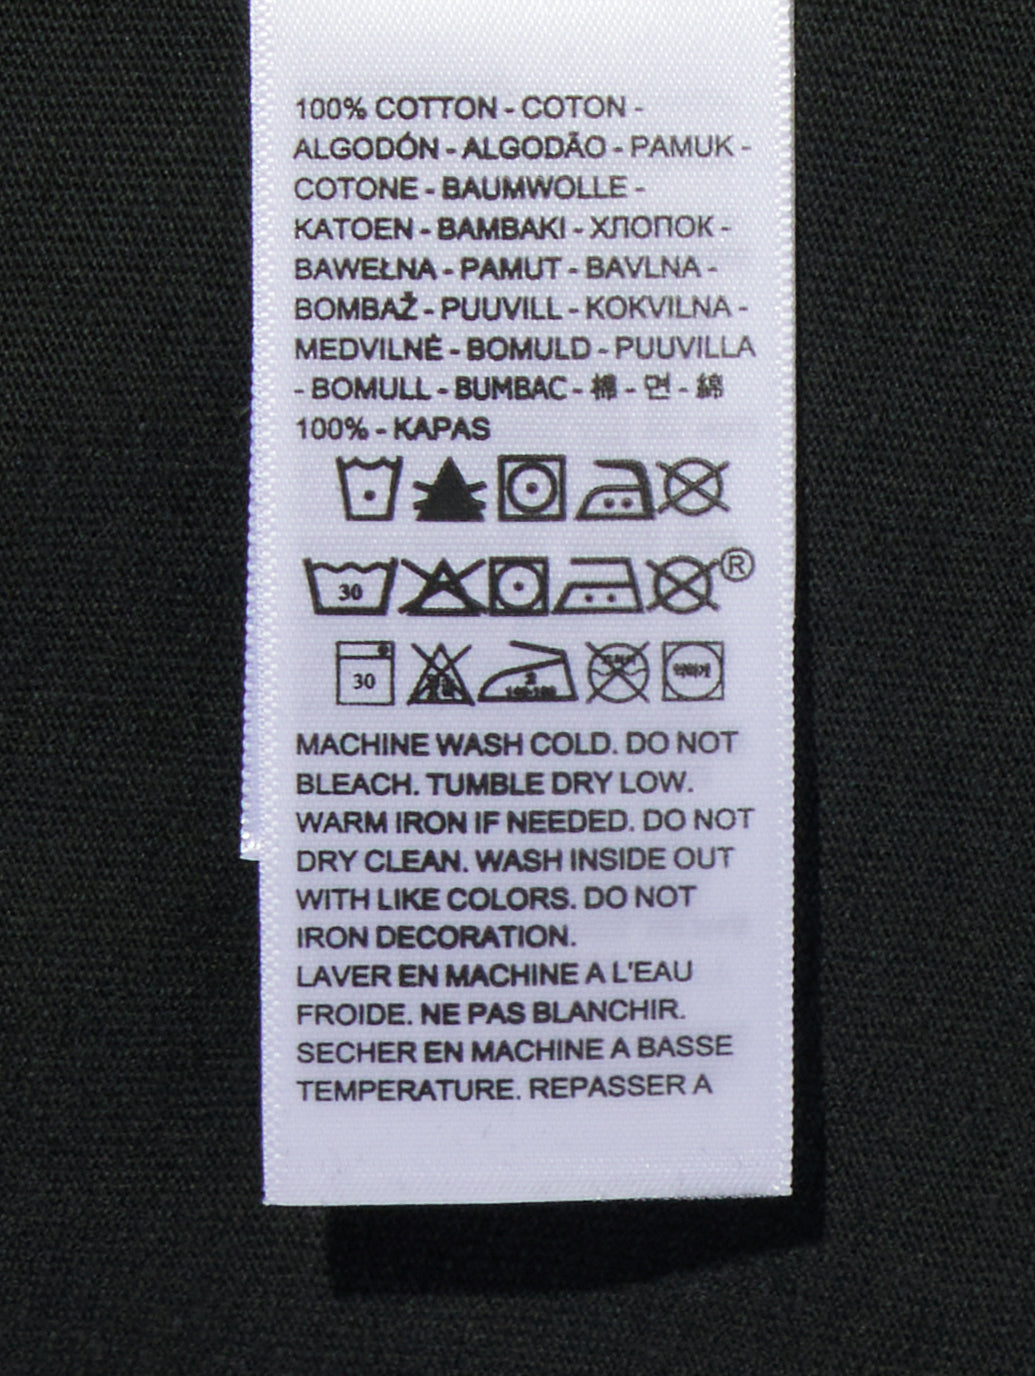 100% COTTON - COTON -
ALGODÓN - ALGODÃO - PAMUK -
COTONE - BAUMWOLLE -
KATOEN - BAMBAKI - ХЛОПОК -
BAWEŁNA - PAMUT - BAVLNA -
BOMBAŽ - PUUVILL - KOKVILNA -
MEDVILNĖ - BOMULD - PUUVILLA
- BOMULL - BUMBAC - 棉 - 면 - 綿
100% - KAPAS
30
®
30
MACHINE WASH COLD. DO NOT
BLEACH. TUMBLE DRY LOW.
WARM IRON IF NEEDED. DO NOT
DRY CLEAN. WASH INSIDE OUT
WITH LIKE COLORS. DO NOT
IRON DECORATION.
LAVER EN MACHINE A L'EAU
FROIDE. NE PAS BLANCHIR.
SECHER EN MACHINE A BASSE
TEMPERATURE. REPASSER A